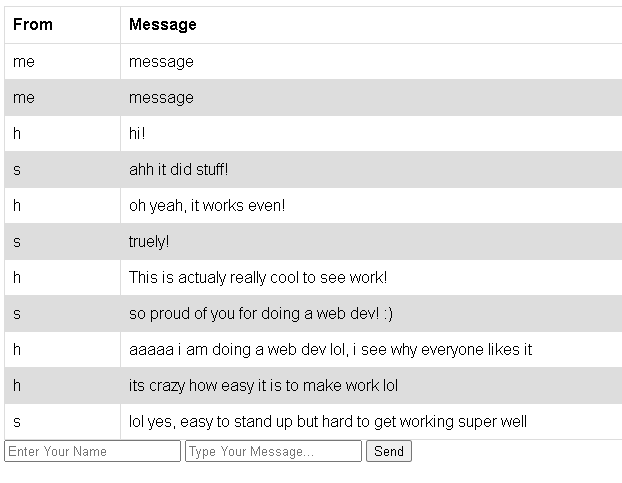 From Message
me message
me message
h hi!
s ahh it did stuff!
h oh yeah, it works even!
s truely!
h This is actualy really cool to see work!
s so proud of you for doing a web dev! :)
h aaaaa i am doing a web dev lol, i see why everyone likes it
h its crazy how easy it is to make work lol
s lol yes, easy to stand up but hard to get working super well
Enter Your Name Type Your Message... Send